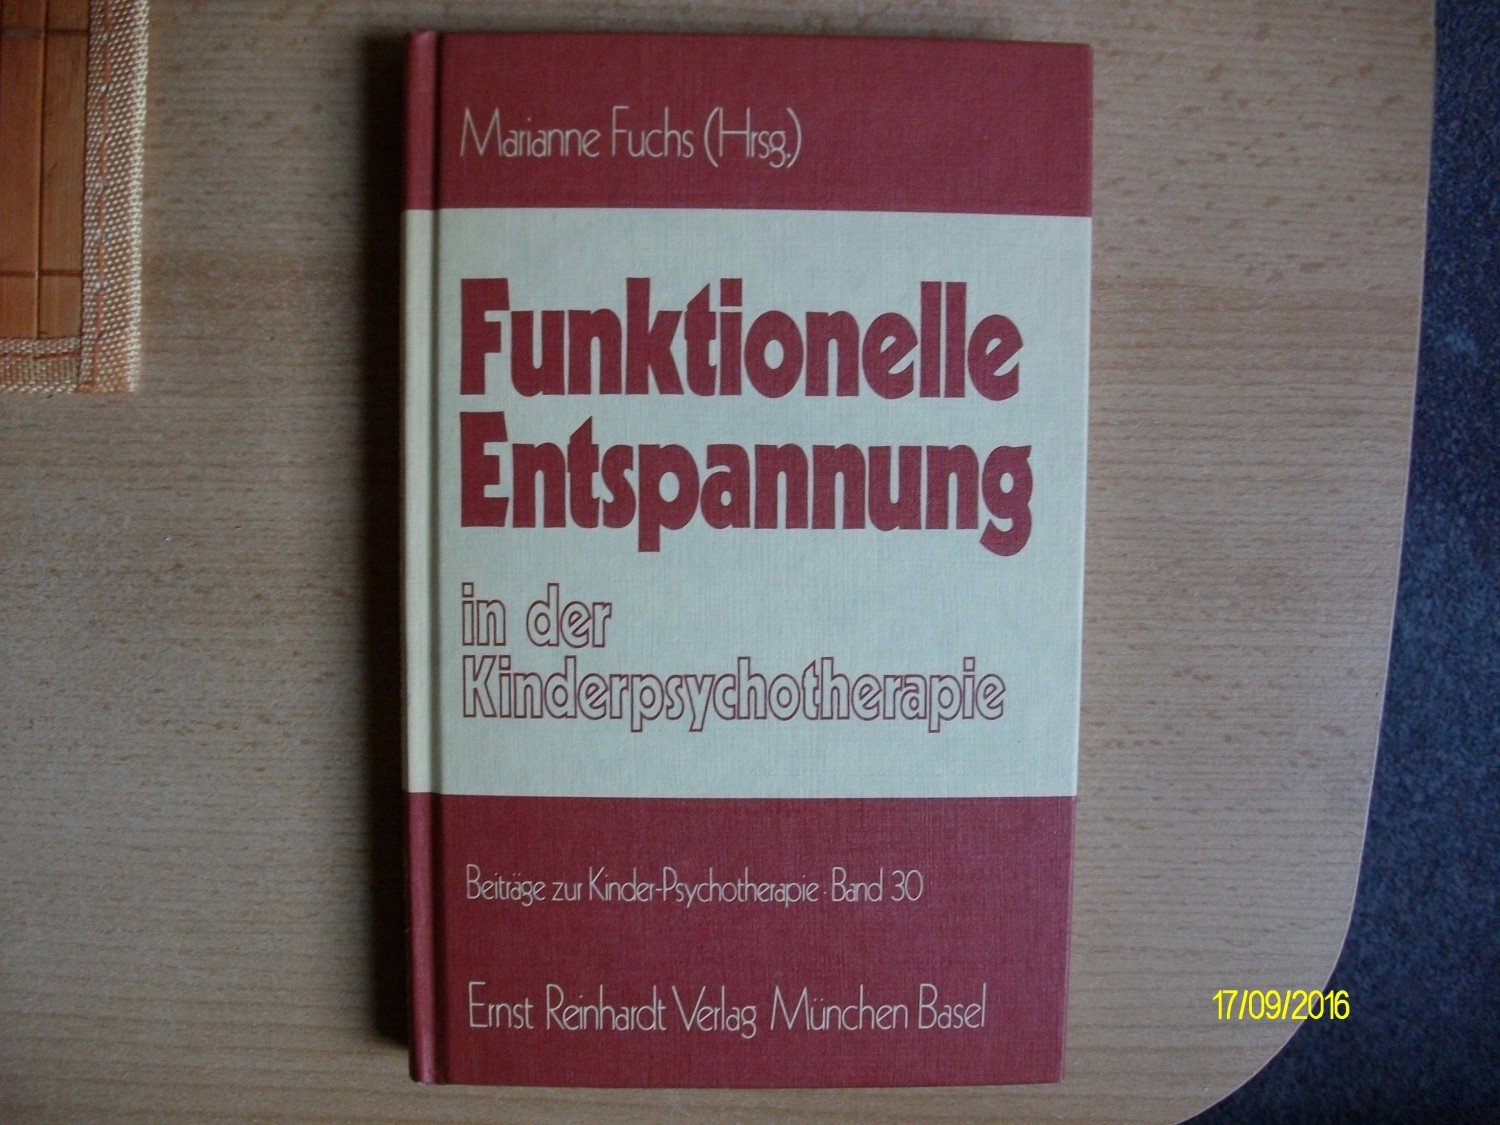 Marianne Fuchs (Hrsg.)
Funktionelle
Entspannung
in der
Kinderpsychotherapie
Beiträge zur Kinder-Psychotherapie · Band 30
Ernst Reinhardt Verlag München Basel
17/09/2016